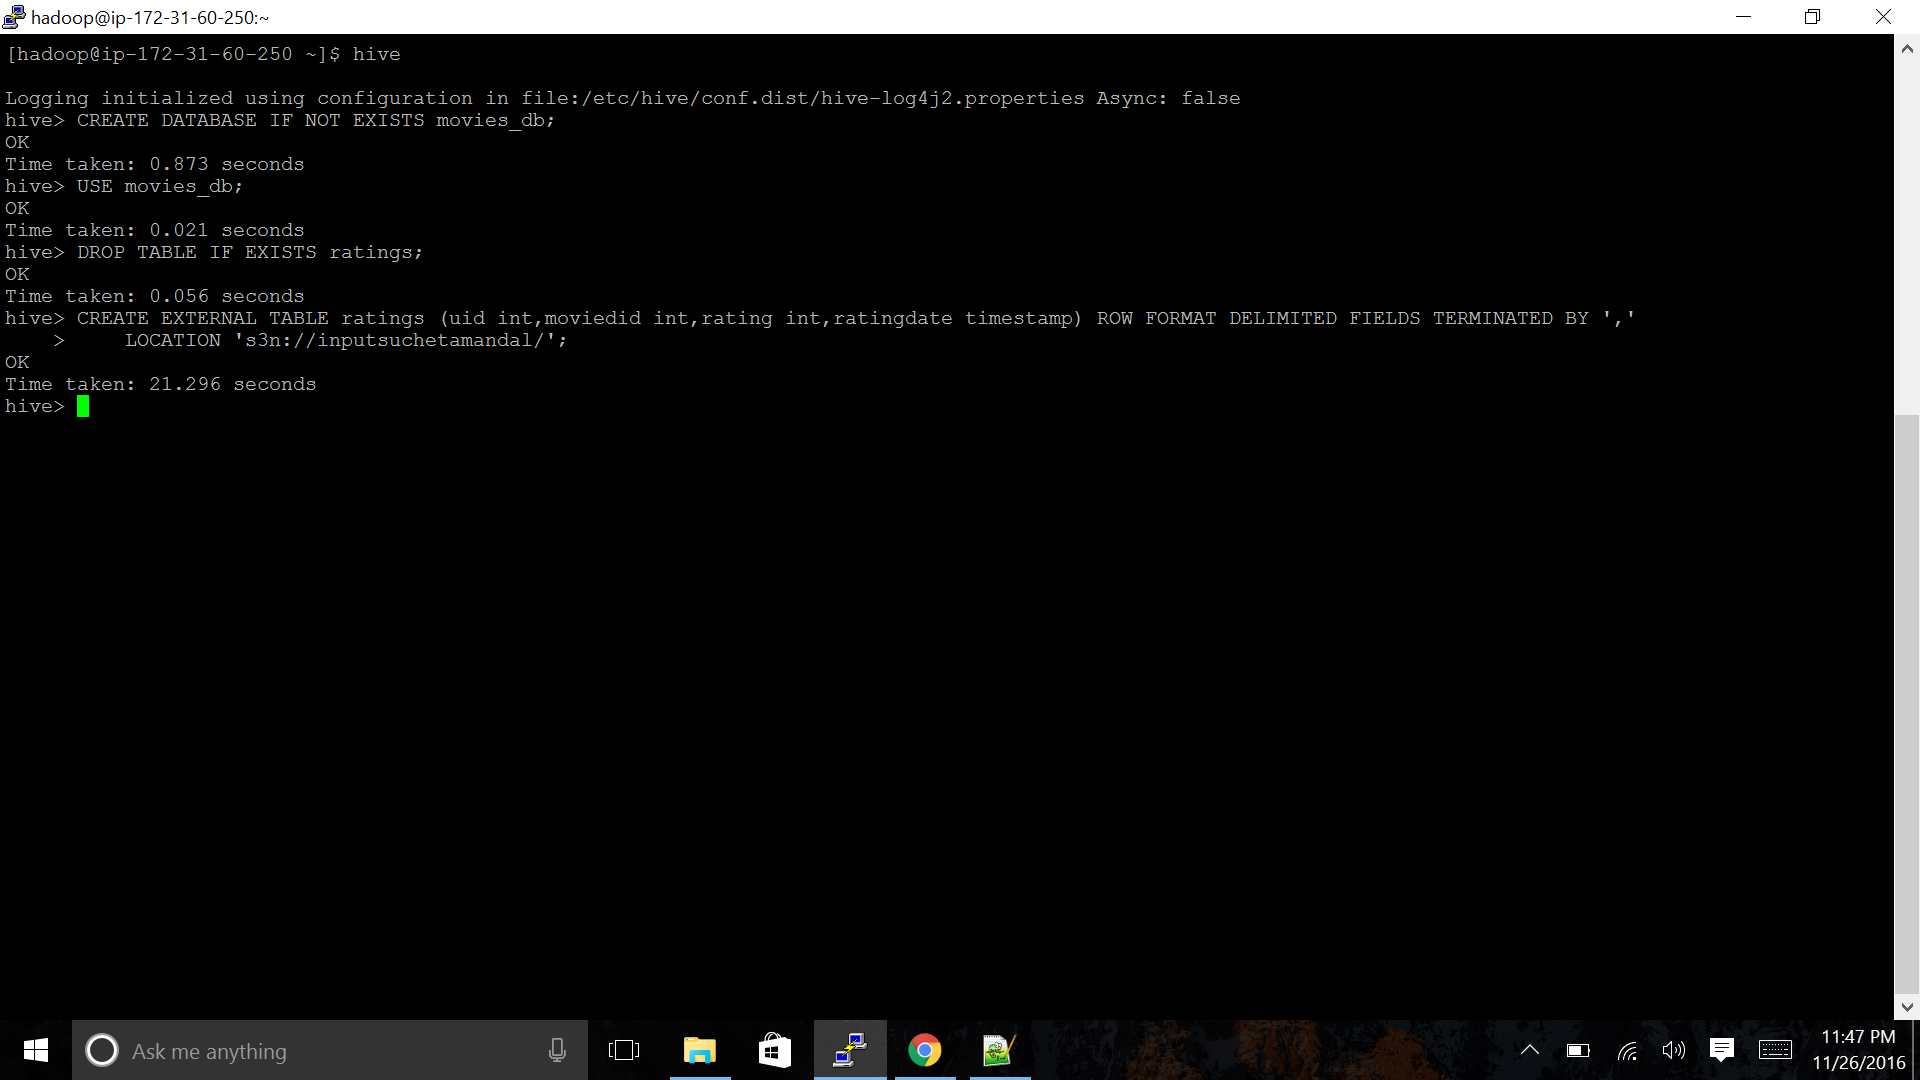 hadoop@ip-172-31-60-250:~
[hadoop@ip-172-31-60-250 ~]$ hive
Logging initialized using configuration in file:/etc/hive/conf.dist/hive-log4j2.properties Async: false
hive> CREATE DATABASE IF NOT EXISTS movies_db;
OK
Time taken: 0.873 seconds
hive> USE movies_db;
OK
Time taken: 0.021 seconds
hive> DROP TABLE IF EXISTS ratings;
OK
Time taken: 0.056 seconds
hive> CREATE EXTERNAL TABLE ratings (uid int,moviedid int,rating int,ratingdate timestamp) ROW FORMAT DELIMITED FIELDS TERMINATED BY ','
    >     LOCATION 's3n://inputsuchetamandal/';
OK
Time taken: 21.296 seconds
hive>
Ask me anything
11:47 PM
11/26/2016